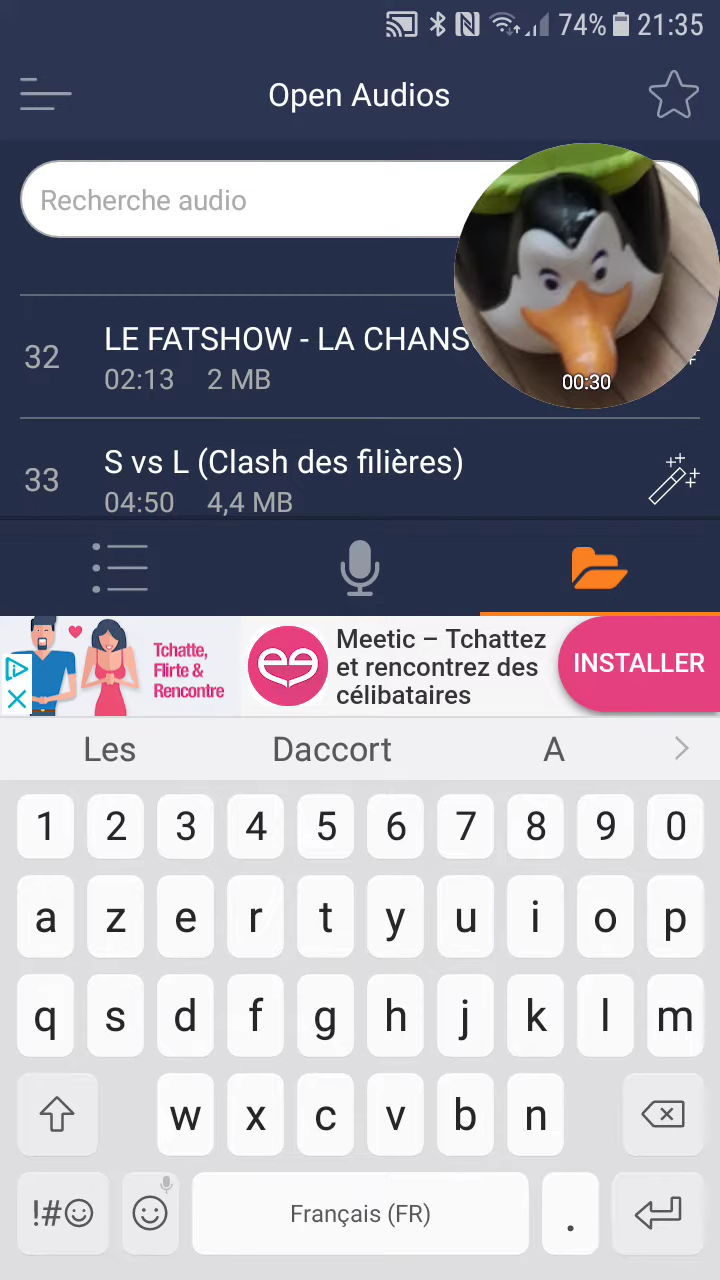 74% 21:35
Open Audios
Recherche audio
32 LE FATSHOW - LA CHANS
02:13 2 MB
00:30
33 S vs L (Clash des filières)
04:50 4,4 MB
Tchatte,
Flirte &
Rencontre
Meetic – Tchattez
et rencontrez des
célibataires
INSTALLER
Les Daccort A
1 2 3 4 5 6 7 8 9 0
a z e r t y u i o p
q s d f g h j k l m
w x c v b n
!# Français (FR) .